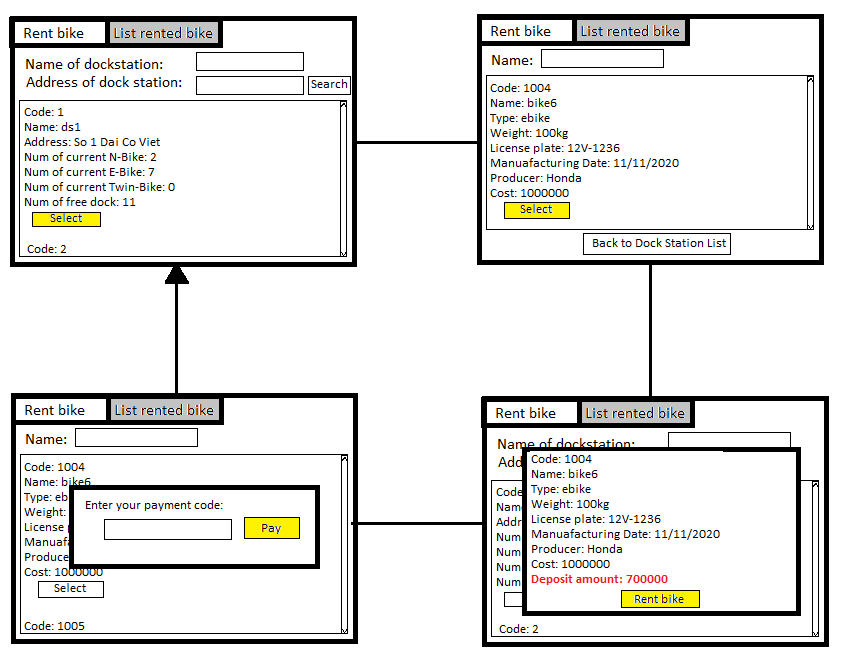 Rent bike
List rented bike
Name of dockstation:
Address of dock station:
Search
Code: 1
Name: ds1
Address: So 1 Dai Co Viet
Num of current N-Bike: 2
Num of current E-Bike: 7
Num of current Twin-Bike: 0
Num of free dock: 11
Select
Code: 2
Rent bike
List rented bike
Name:
Code: 1004
Name: bike6
Type: ebike
Weight: 100kg
License plate: 12V-1236
Manuafacturing Date: 11/11/2020
Producer: Honda
Cost: 1000000
Select
Back to Dock Station List
Rent bike
List rented bike
Name:
Code: 1004
Name: bike6
Type: eb
Weight:
License p
Manuafa
Produce
Cost: 1000000
Select
Code: 1005
Enter your payment code:
Pay
Rent bike
List rented bike
Name of dockstation:
Add
Code
Nam
Addr
Num
Num
Num
Num
Code: 2
Code: 1004
Name: bike6
Type: ebike
Weight: 100kg
License plate: 12V-1236
Manuafacturing Date: 11/11/2020
Producer: Honda
Cost: 1000000
Deposit amount: 700000
Rent bike